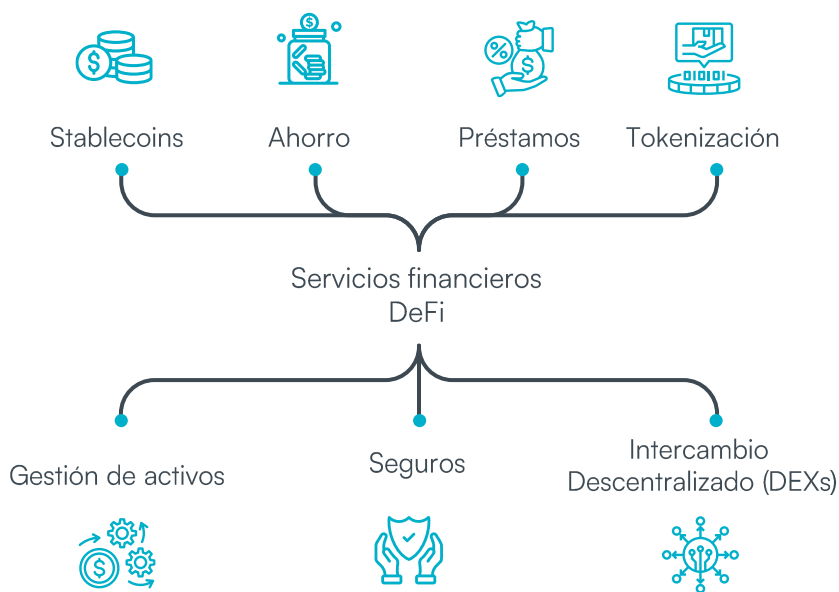 Stablecoins
Ahorro
Préstamos
Tokenización
Servicios financieros
DeFi
Gestión de activos
Seguros
Intercambio
Descentralizado (DEXs)